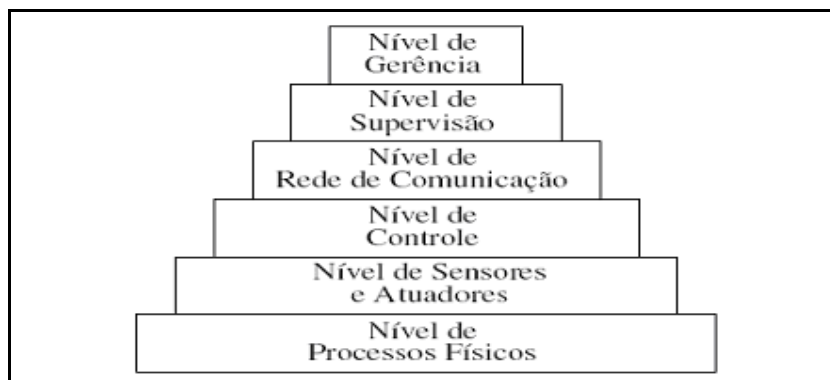 Nível de
Gerência
Nível de
Supervisão
Nível de
Rede de Comunicação
Nível de
Controle
Nível de Sensores
e Atuadores
Nível de
Processos Físicos